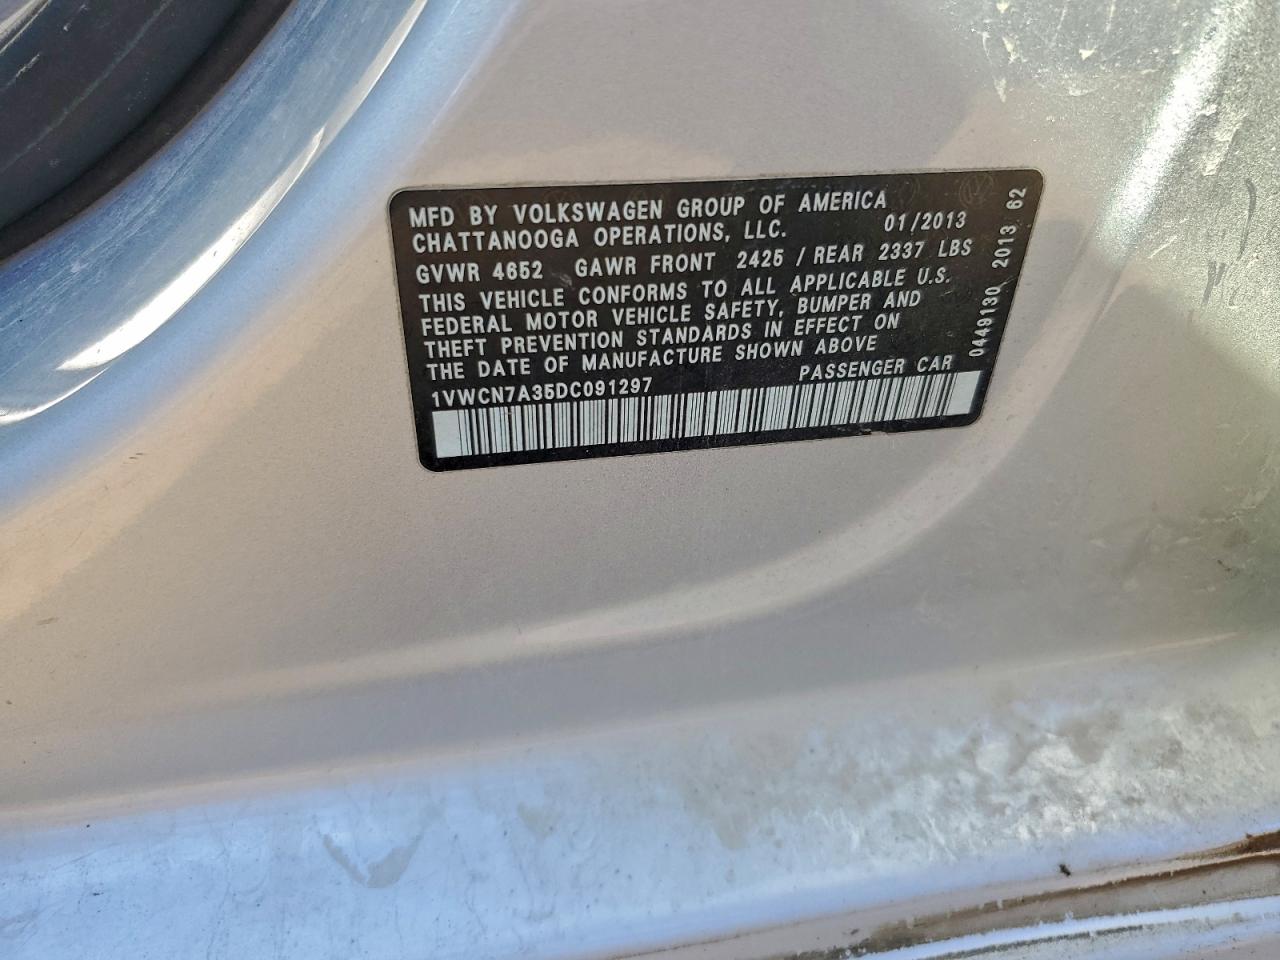 MFD BY VOLKSWAGEN GROUP OF AMERICA
CHATTANOOGA OPERATIONS, LLC. 01/2013
GVWR 4652 GAWR FRONT 2425 / REAR 2337 LBS
THIS VEHICLE CONFORMS TO ALL APPLICABLE U.S.
FEDERAL MOTOR VEHICLE SAFETY, BUMPER AND
THEFT PREVENTION STANDARDS IN EFFECT ON
THE DATE OF MANUFACTURE SHOWN ABOVE
1VWCN7A35DC091297 PASSENGER CAR
0449130 2013 62